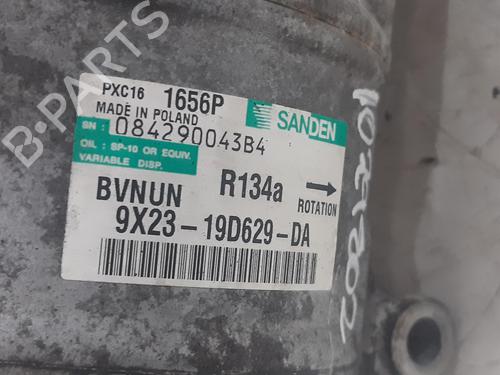 B-PARTS
PXC16 1656P
MADE IN POLAND
SANDEN
SN: 084290043B4
OIL: SP-10 OR EQUIV.
VARIABLE DISP.
BVNUN R134a
ROTATION
9X23-19D629-DA